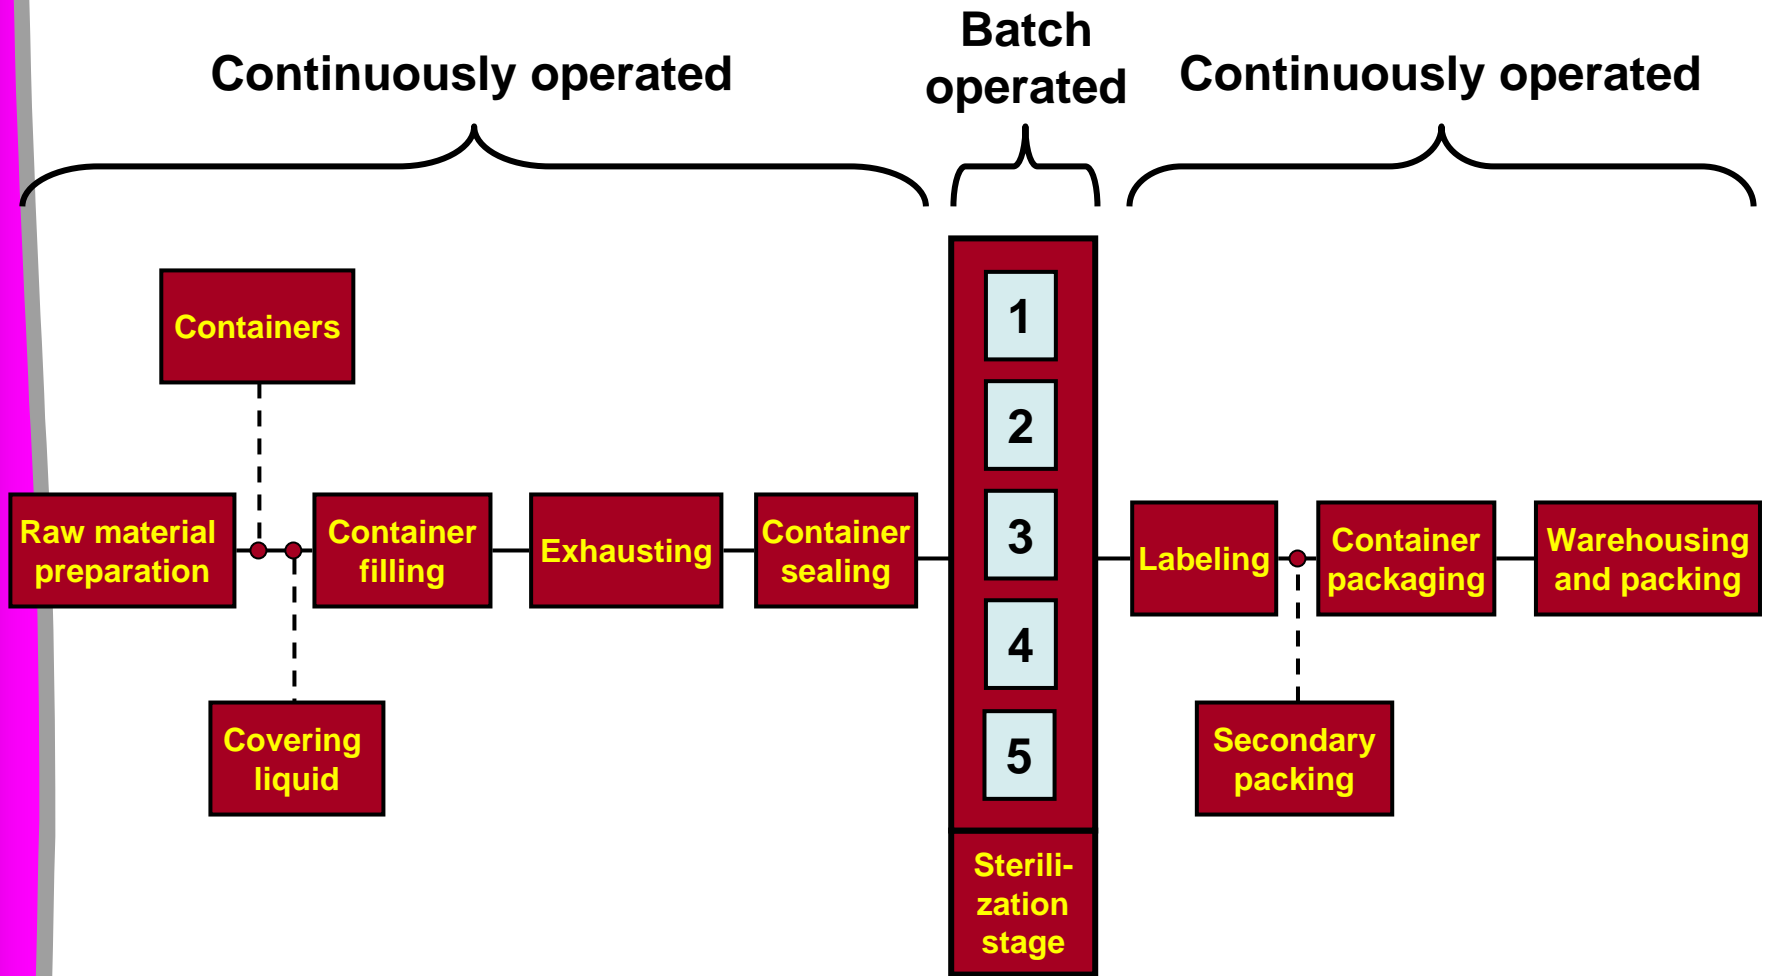 Continuously operated
Batch
operated
Continuously operated
Containers
Raw material
preparation
Container
filling
Exhausting
Container
sealing
Covering
liquid
1
2
3
4
5
Sterili-
zation
stage
Labeling
Container
packaging
Warehousing
and packing
Secondary
packing